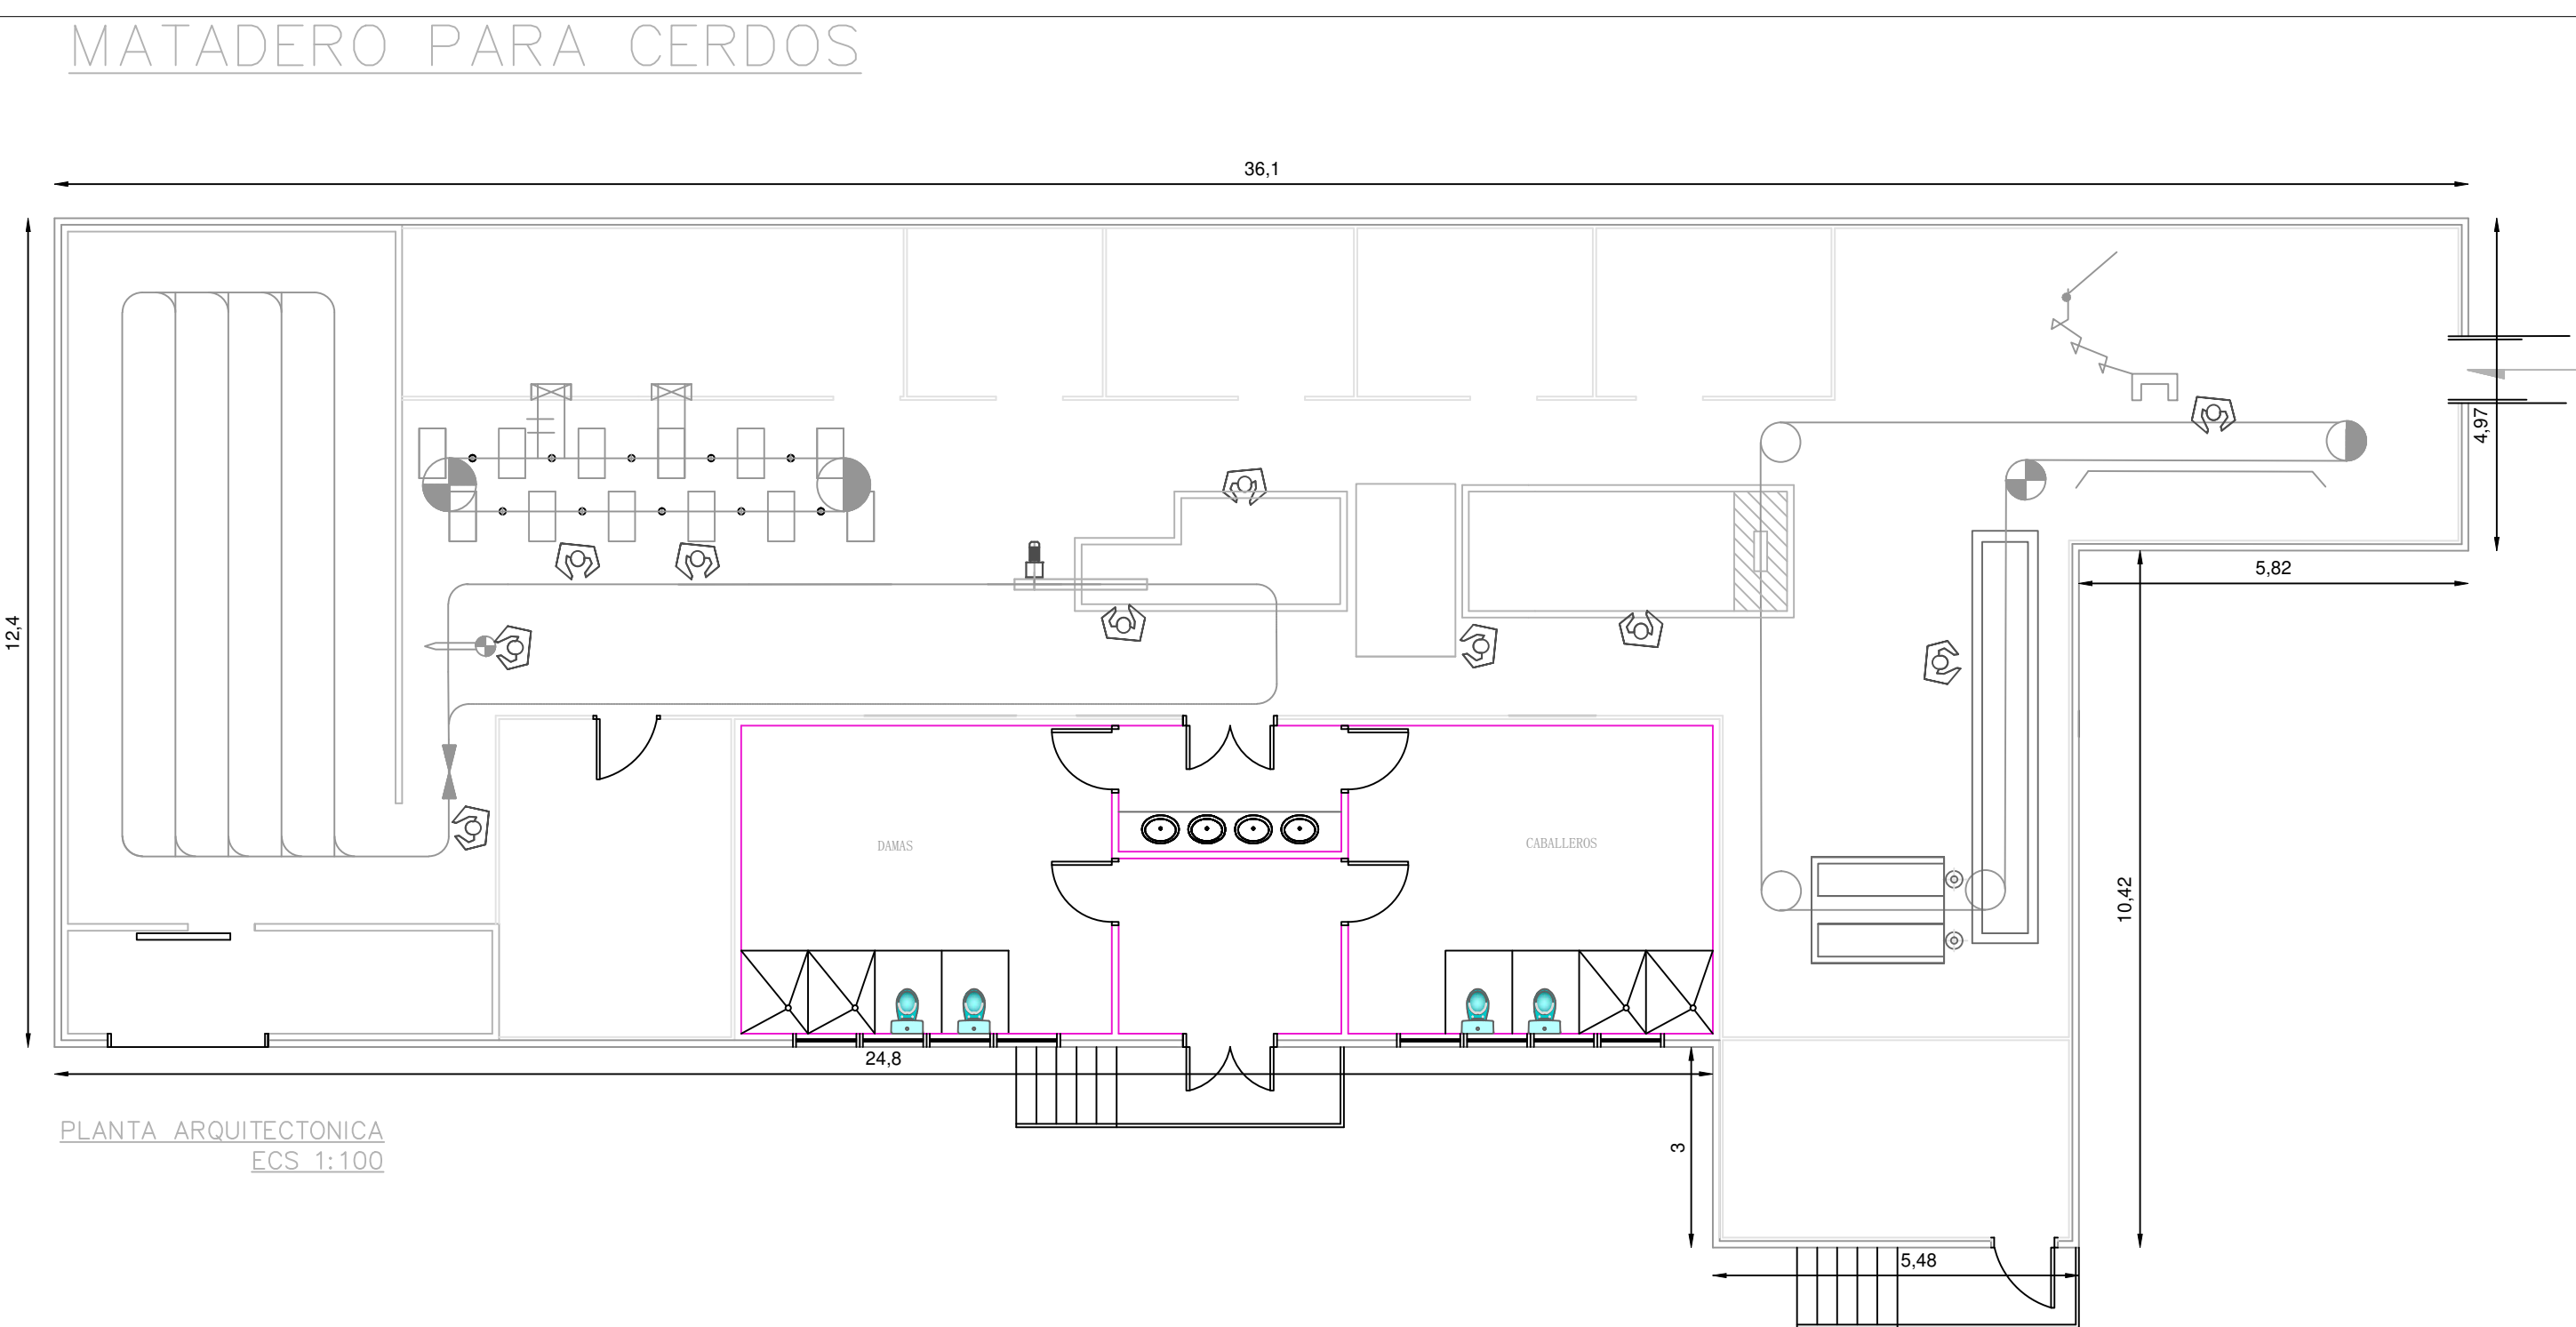 MATADERO PARA CERDOS
36,1
12,4
4,97
5,82
DAMAS
CABALLEROS
10,42
24,8
3
PLANTA ARQUITECTONICA
ECS 1:100
5,48